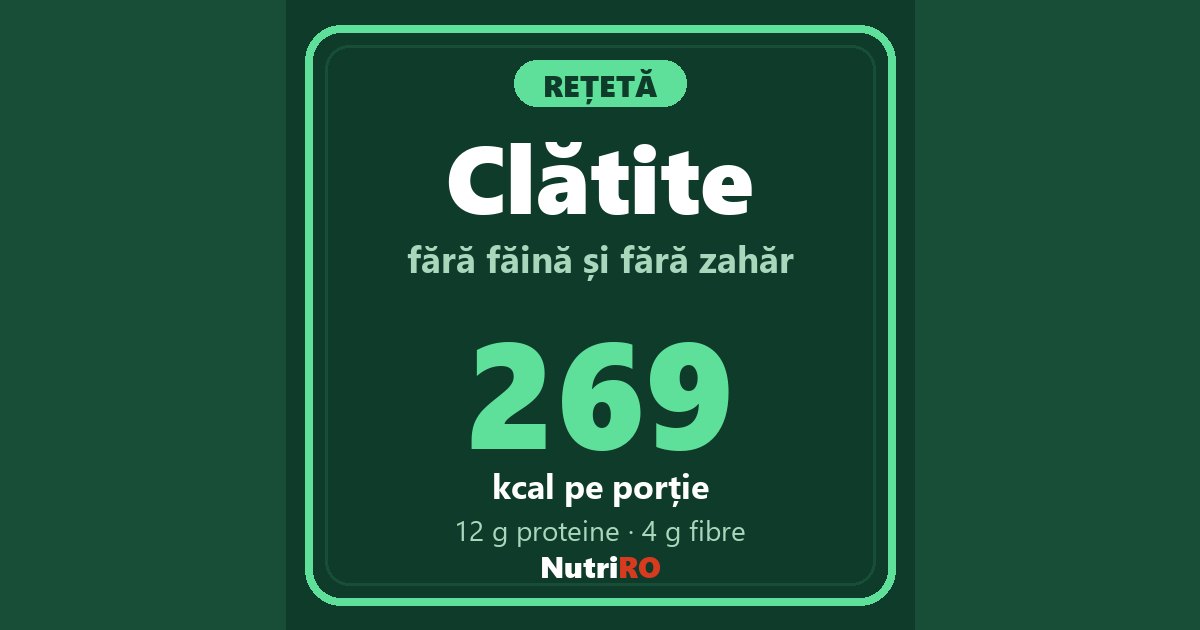 REȚETĂ
Clătite
fără făină și fără zahăr
269
kcal pe porție
12 g proteine · 4 g fibre
NutriRO